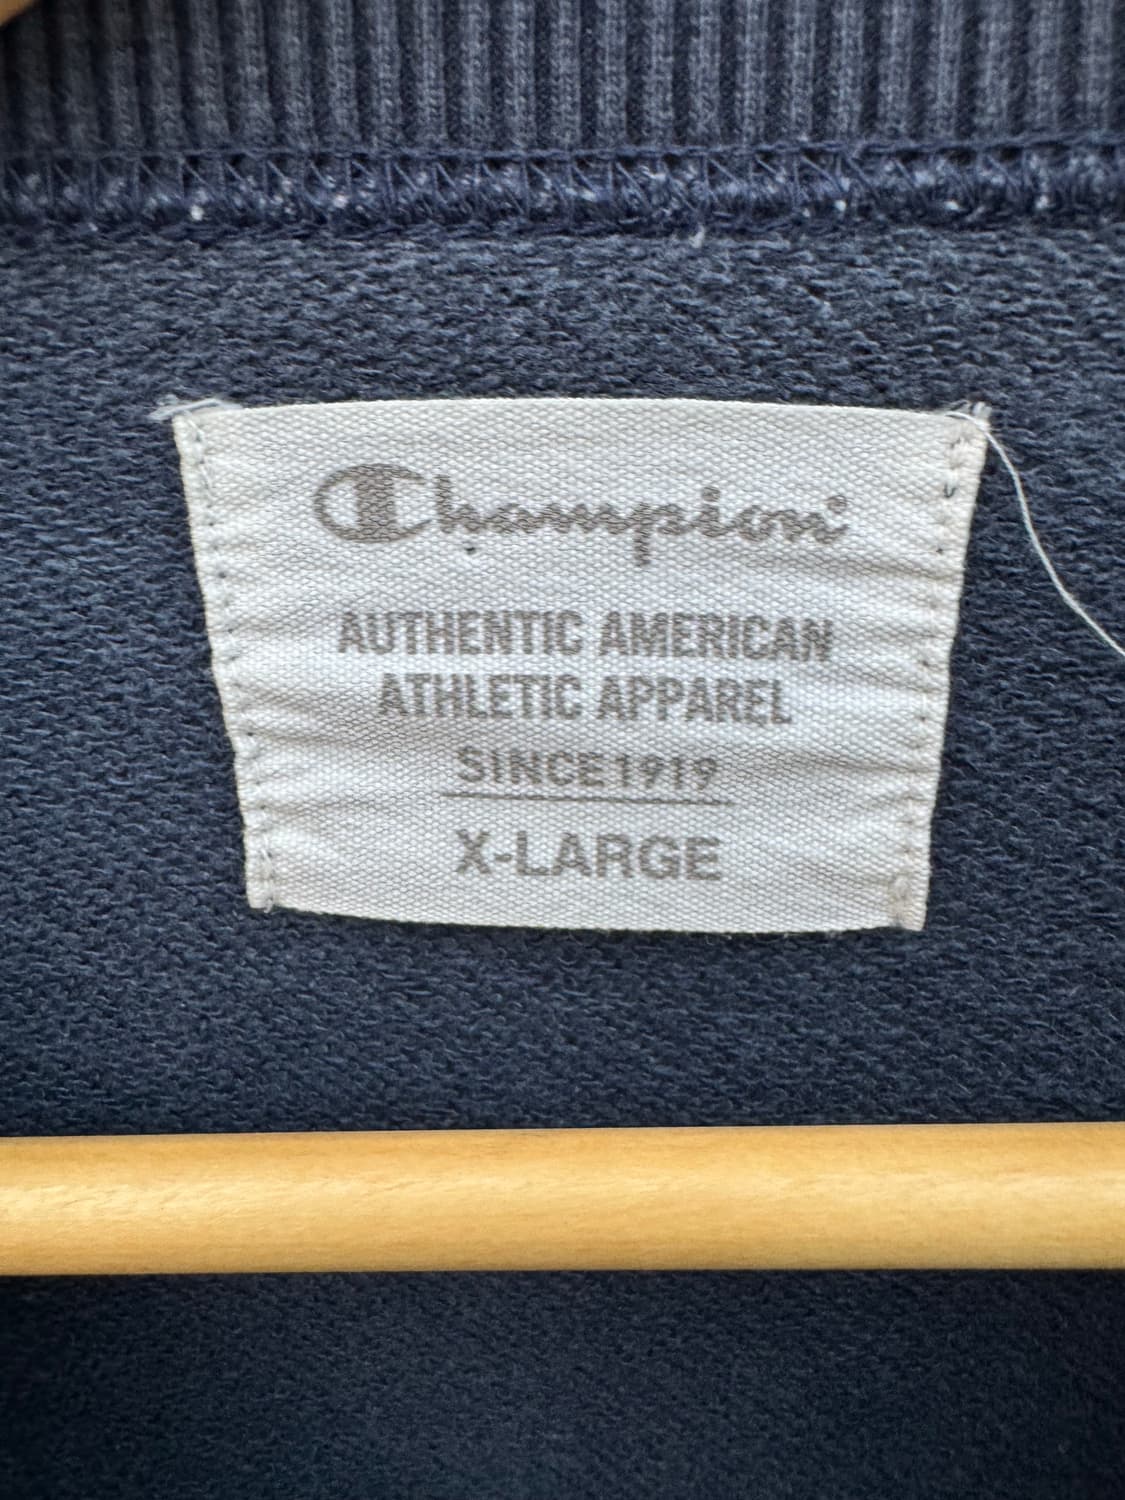 Champion
AUTHENTIC AMERICAN
ATHLETIC APPAREL
SINCE 1919
X-LARGE